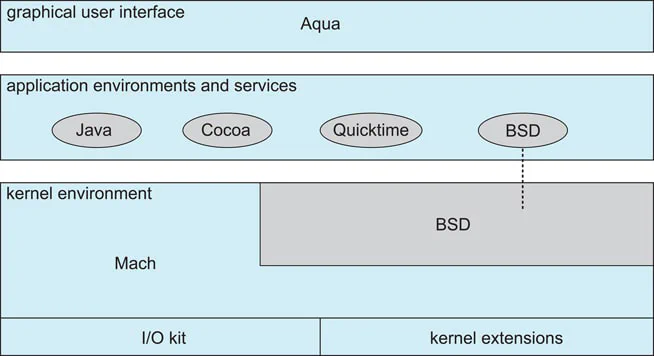 graphical user interface
Aqua
application environments and services
Java Cocoa Quicktime BSD
kernel environment
BSD
Mach
I/O kit kernel extensions